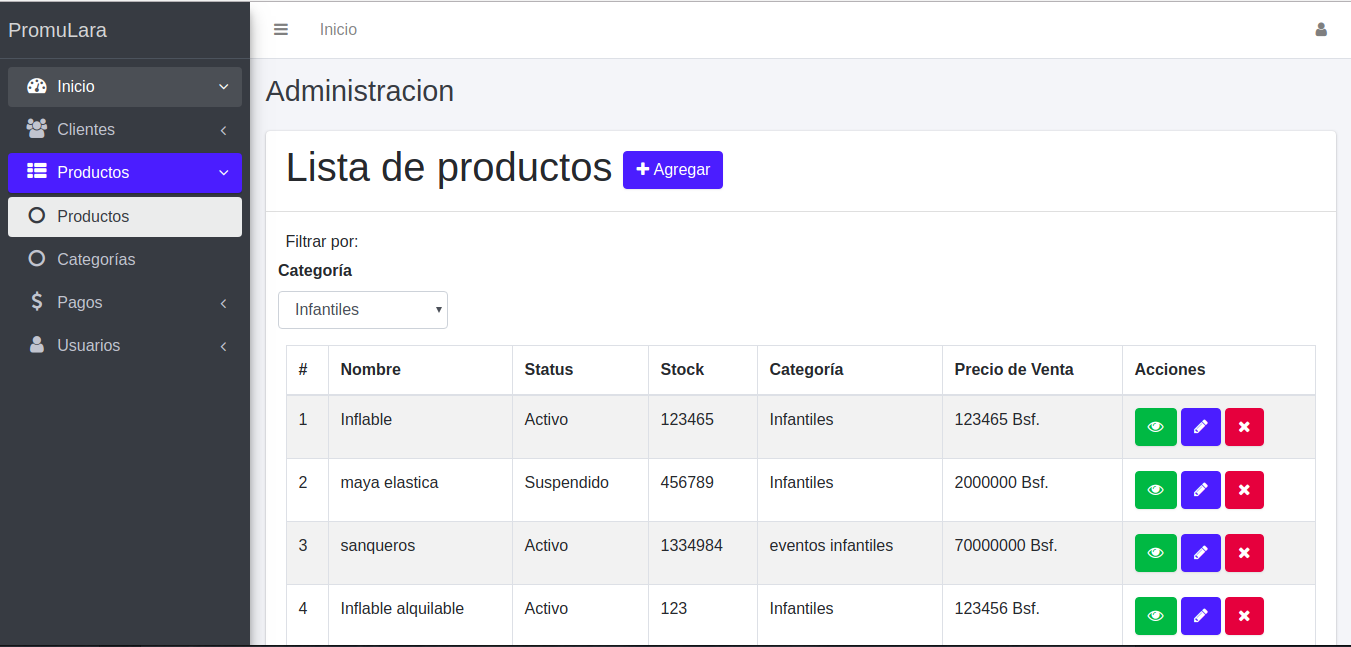 PromuLara
Inicio
Inicio
Clientes
Productos
Productos
Categorías
Pagos
Usuarios
Administracion
Lista de productos
Agregar
Filtrar por:
Categoría
Infantiles
# Nombre Status Stock Categoría Precio de Venta Acciones
1 Inflable Activo 123465 Infantiles 123465 Bsf.
2 maya elastica Suspendido 456789 Infantiles 2000000 Bsf.
3 sanqueros Activo 1334984 eventos infantiles 70000000 Bsf.
4 Inflable alquilable Activo 123 Infantiles 123456 Bsf.